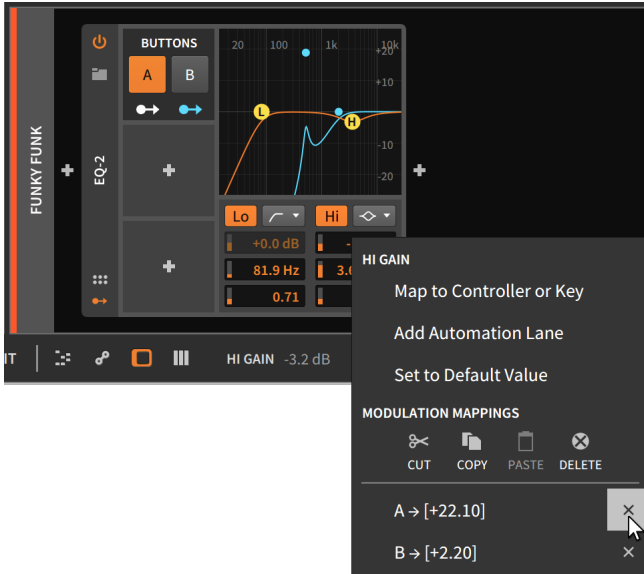 BUTTONS
A
B
20
100
1k
10k
+20
+10
-10
-20
L
H
FUNKY FUNK
EQ-2
Lo
Hi
+0.0 dB
-
81.9 Hz
0.71
HI GAIN
Map to Controller or Key
Add Automation Lane
Set to Default Value
HI GAIN -3.2 dB
MODULATION MAPPINGS
CUT COPY PASTE DELETE
A → [+22.10]
B → [+2.20]